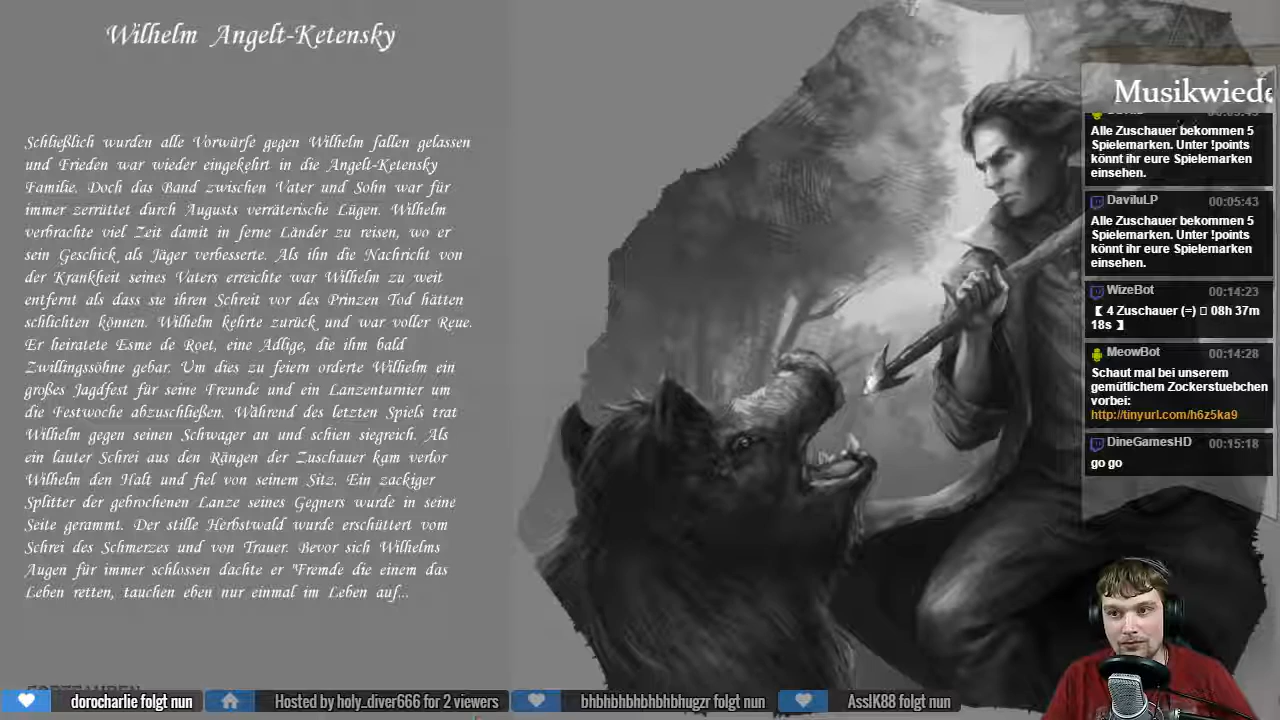 Wilhelm Angelt-Ketensky
Schließlich wurden alle Vorwürfe gegen Wilhelm fallen gelassen
und Frieden war wieder eingekehrt in die Angelt-Ketensky
Familie. Doch das Band zwischen Vater und Sohn war für
immer zerrüttet durch Augusts verräterische Lügen. Wilhelm
verbrachte viel Zeit damit in ferne Länder zu reisen, wo er
sein Geschick als Jäger verbesserte. Als ihn die Nachricht von
der Krankheit seines Vaters erreichte war Wilhelm zu weit
entfernt als dass sie ihren Schreit vor des Prinzen Tod hätten
schlichten können. Wilhelm kehrte zurück und war voller Reue.
Er heiratete Esme de Roet, eine Adlige, die ihm bald
Zwillingssöhne gebar. Um dies zu feiern orderte Wilhelm ein
großes Jagdfest für seine Freunde und ein Lanzenturnier um
die Festwoche abzuschließen. Während des letzten Spiels trat
Wilhelm gegen seinen Schwager an und schien siegreich. Als
ein lauter Schrei aus den Rängen der Zuschauer kam verlor
Wilhelm den Halt und fiel von seinem Sitz. Ein zackiger
Splitter der gebrochenen Lanze seines Gegners wurde in seine
Seite gerammt. Der stille Herbstwald wurde erschüttert vom
Schrei des Schmerzes und von Trauer. Bevor sich Wilhelms
Augen für immer schlossen dachte er "Fremde die einem das
Leben retten, tauchen eben nur einmal im Leben auf...
Musikwiede
Alle Zuschauer bekommen 5
Spielemarken. Unter !points
könnt ihr eure Spielemarken
einsehen.
DaviluLP 00:05:43
Alle Zuschauer bekommen 5
Spielemarken. Unter !points
könnt ihr eure Spielemarken
einsehen.
WizeBot 00:14:23
【 4 Zuschauer (=) 08h 37m
18s 】
MeowBot 00:14:28
Schaut mal bei unserem
gemütlichem Zockerstuebchen
vorbei:
http://tinyurl.com/h6z5ka9
DineGamesHD 00:15:18
go go
dorocharlie folgt nun
Hosted by holy_diver666 for 2 viewers
bhbhbhbhbhbhbhugzr folgt nun
AssIK88 folgt nun